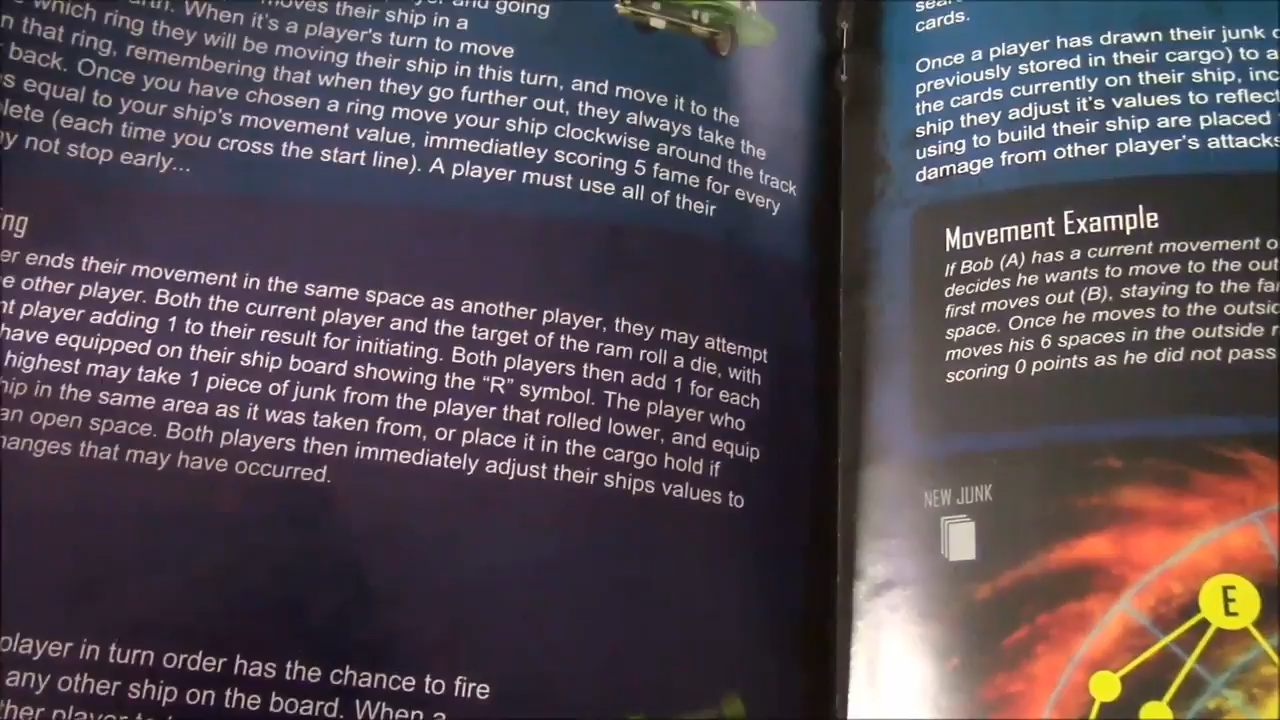 and going
moves their ship in a
When it's a player's turn to move
which ring they will be moving their ship in this turn, and move it to the
n that ring, remembering that when they go further out, they always take the
back. Once you have chosen a ring move your ship clockwise around the track
s equal to your ship's movement value, immediatley scoring 5 fame for every
lete (each time you cross the start line). A player must use all of their
y not stop early...
ng
er ends their movement in the same space as another player, they may attempt
e other player. Both the current player and the target of the ram roll a die, with
nt player adding 1 to their result for initiating. Both players then add 1 for each
have equipped on their ship board showing the “R” symbol. The player who
highest may take 1 piece of junk from the player that rolled lower, and equip
hip in the same area as it was taken from, or place it in the cargo hold if
an open space. Both players then immediately adjust their ships values to
hanges that may have occurred.
player in turn order has the chance to fire
any other ship on the board. When a
ther player
cards.
Once a player has drawn their junk c
previously stored in their cargo) to a
the cards currently on their ship, inc
ship they adjust it's values to reflect
using to build their ship are placed
damage from other player's attacks
Movement Example
If Bob (A) has a current movement o
decides he wants to move to the out
first moves out (B), staying to the far
space. Once he moves to the outsid
moves his 6 spaces in the outside r
scoring 0 points as he did not pass
NEW JUNK
E